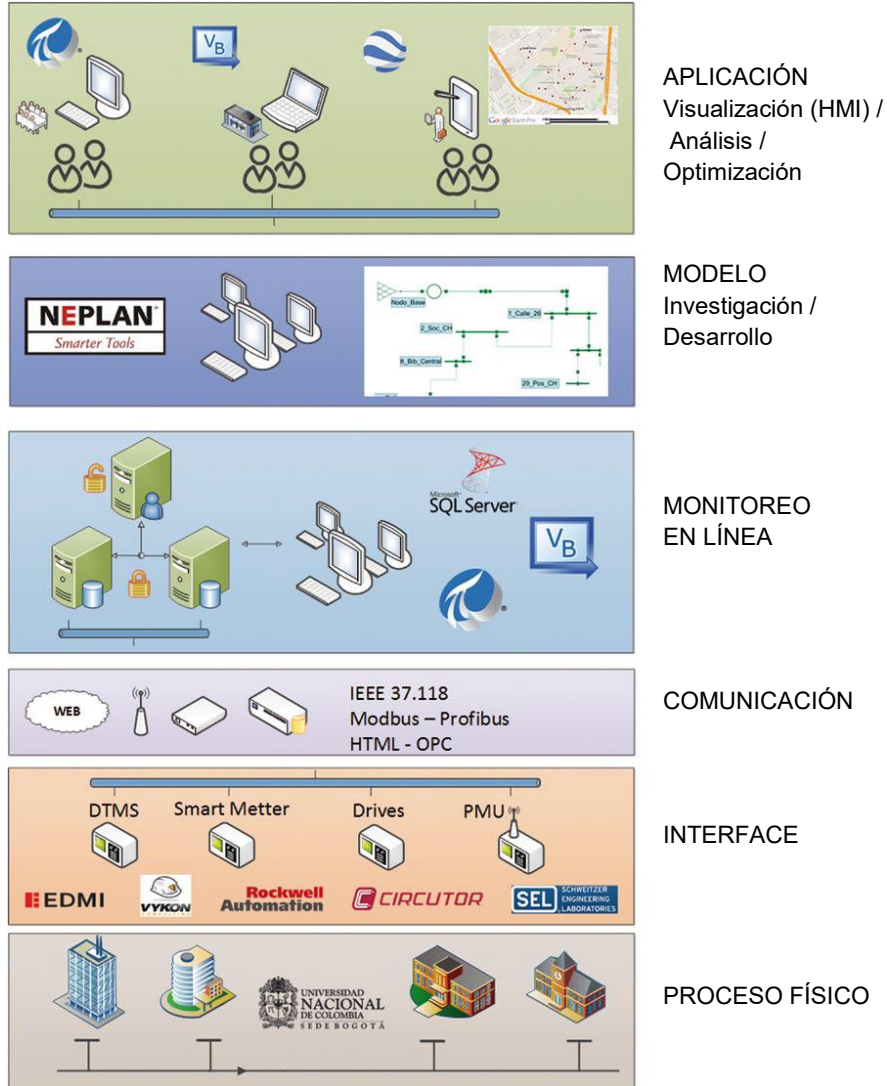 VB
Google Earth Pro
APLICACIÓN
Visualización (HMI) /
Análisis /
Optimización
NEPLAN
Smarter Tools
Nodo_Base
1_Calle_26
2_Soc_CH
8_Bib_Central
29_Pos_CH
MODELO
Investigación /
Desarrollo
Microsoft
SQL Server
VB
MONITOREO
EN LÍNEA
WEB
IEEE 37.118
Modbus – Profibus
HTML - OPC
COMUNICACIÓN
DTMS
Smart Metter
Drives
PMU
EDMI
VYKON
Rockwell
Automation
CIRCUTOR
SEL
SCHWEITZER
ENGINEERING
LABORATORIES
INTERFACE
UNIVERSIDAD
NACIONAL
DE COLOMBIA
SEDE BOGOTÁ
PROCESO FÍSICO